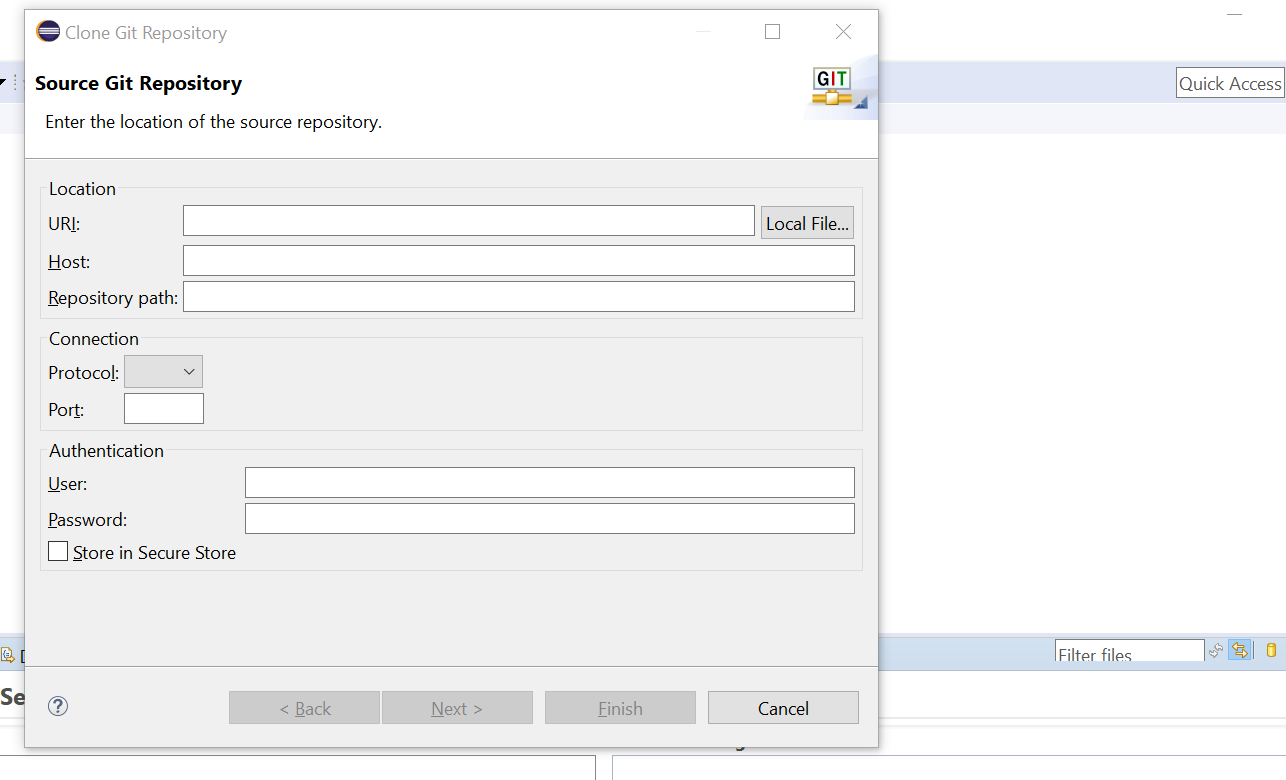 Clone Git Repository
Source Git Repository
GIT
Enter the location of the source repository.
Quick Access
Location
URI:
Local File...
Host:
Repository path:
Connection
Protocol:
Port:
Authentication
User:
Password:
Store in Secure Store
Filter files
Se
?
< Back
Next >
Finish
Cancel